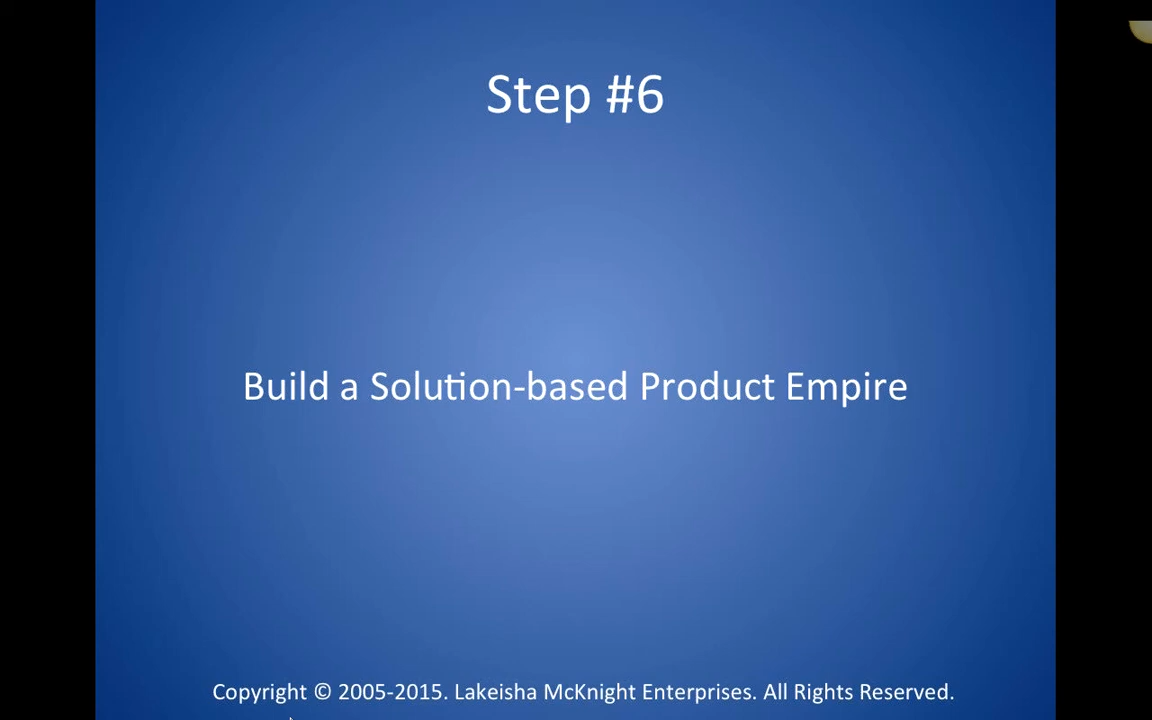 Step #6
Build a Solution-based Product Empire
Copyright © 2005-2015. Lakeisha McKnight Enterprises. All Rights Reserved.